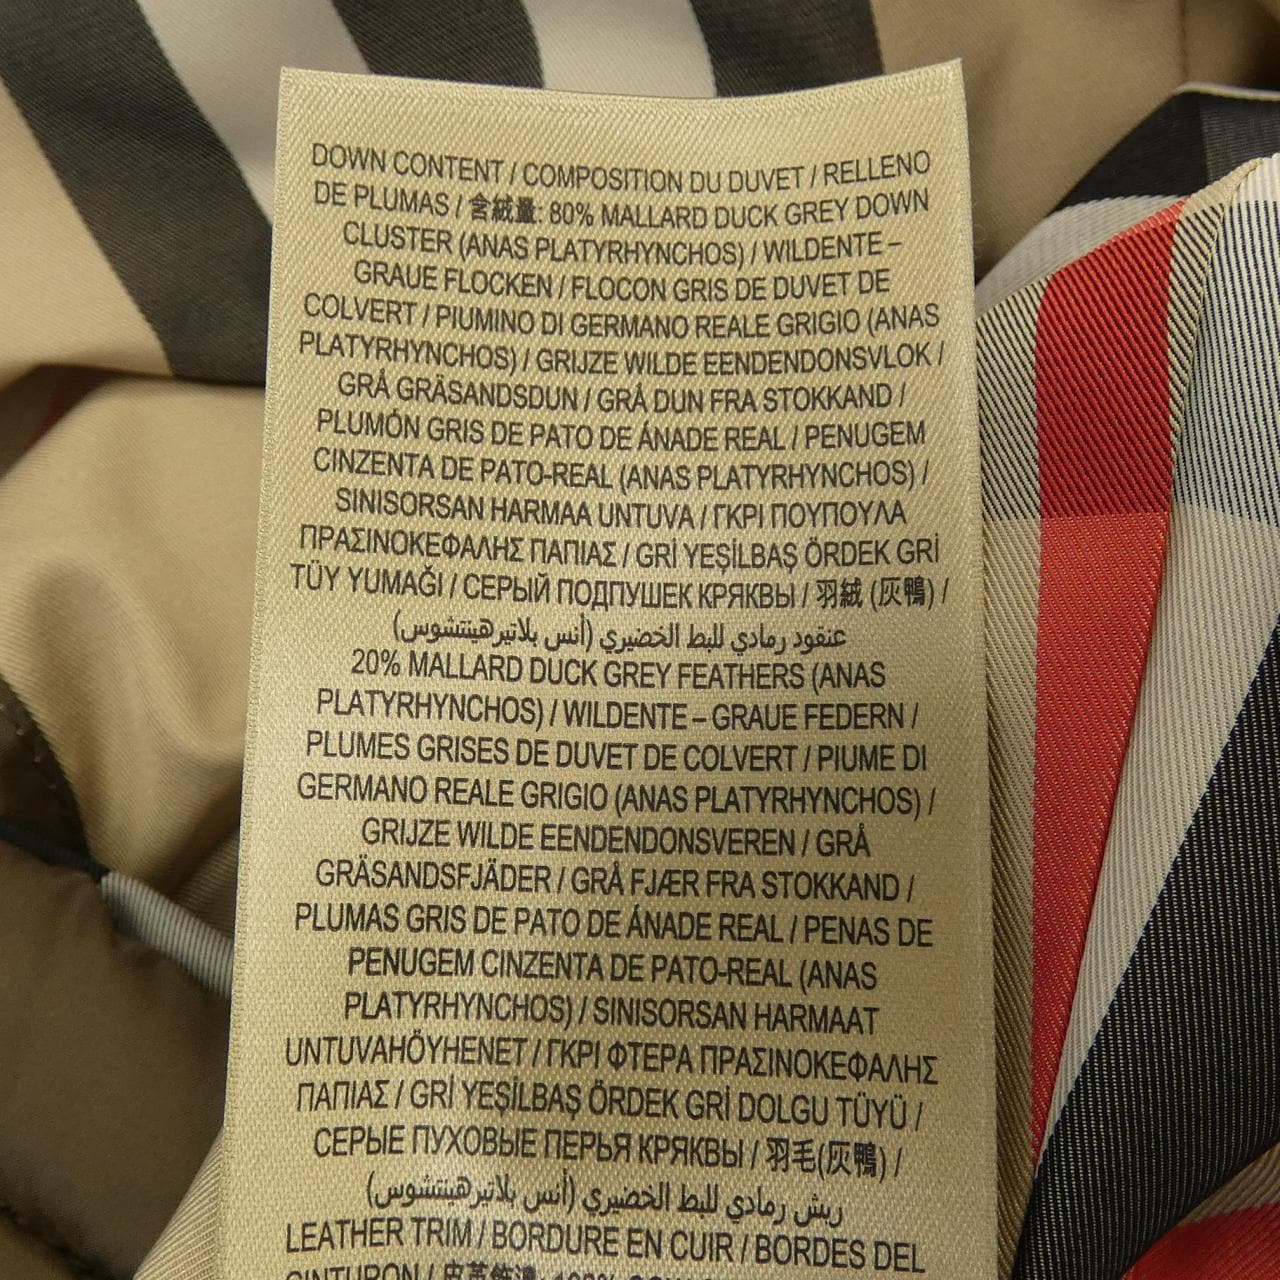 DOWN CONTENT / COMPOSITION DU DUVET / RELLENO
DE PLUMAS / 含絨量: 80% MALLARD DUCK GREY DOWN
CLUSTER (ANAS PLATYRHYNCHOS) / WILDENTE –
GRAUE FLOCKEN / FLOCON GRIS DE DUVET DE
COLVERT / PIUMINO DI GERMANO REALE GRIGIO (ANAS
PLATYRHYNCHOS) / GRIJZE WILDE EENDENDONSVLOK /
GRÅ GRÄSANDSDUN / GRÅ DUN FRA STOKKAND /
PLUMÓN GRIS DE PATO DE ÁNADE REAL / PENUGEM
CINZENTA DE PATO-REAL (ANAS PLATYRHYNCHOS) /
SINISORSAN HARMAA UNTUVA / ΓΚΡΙ ΠΟΥΠΟΥΛΑ
ΠΡΑΣΙΝΟΚΕΦΑΛΗΣ ΠΑΠΙΑΣ / GRİ YEŞİLBAŞ ÖRDEK GRİ
TÜY YUMAĞI / СЕРЫЙ ПОДПУШЕК КРЯКВЫ / 羽絨 (灰鴨) /
عنقود رمادي للبط الخضيري (أنس بلاتيرهينتشوس)
20% MALLARD DUCK GREY FEATHERS (ANAS
PLATYRHYNCHOS) / WILDENTE – GRAUE FEDERN /
PLUMES GRISES DE DUVET DE COLVERT / PIUME DI
GERMANO REALE GRIGIO (ANAS PLATYRHYNCHOS) /
GRIJZE WILDE EENDENDONSVEREN / GRÅ
GRÄSANDSFJÄDER / GRÅ FJÆR FRA STOKKAND /
PLUMAS GRIS DE PATO DE ÁNADE REAL / PENAS DE
PENUGEM CINZENTA DE PATO-REAL (ANAS
PLATYRHYNCHOS) / SINISORSAN HARMAAT
UNTUVAHÖYHENET / ΓΚΡΙ ΦΤΕΡΑ ΠΡΑΣΙΝΟΚΕΦΑΛΗΣ
ΠΑΠΙΑΣ / GRİ YEŞİLBAŞ ÖRDEK GRİ DOLGU TÜYÜ /
СЕРЫЕ ПУХОВЫЕ ПЕРЬЯ КРЯКВЫ / 羽毛(灰鴨) /
ريش رمادي للبط الخضيري (أنس بلاتيرهينتشوس)
LEATHER TRIM / BORDURE EN CUIR / BORDES DEL
CINTURON /